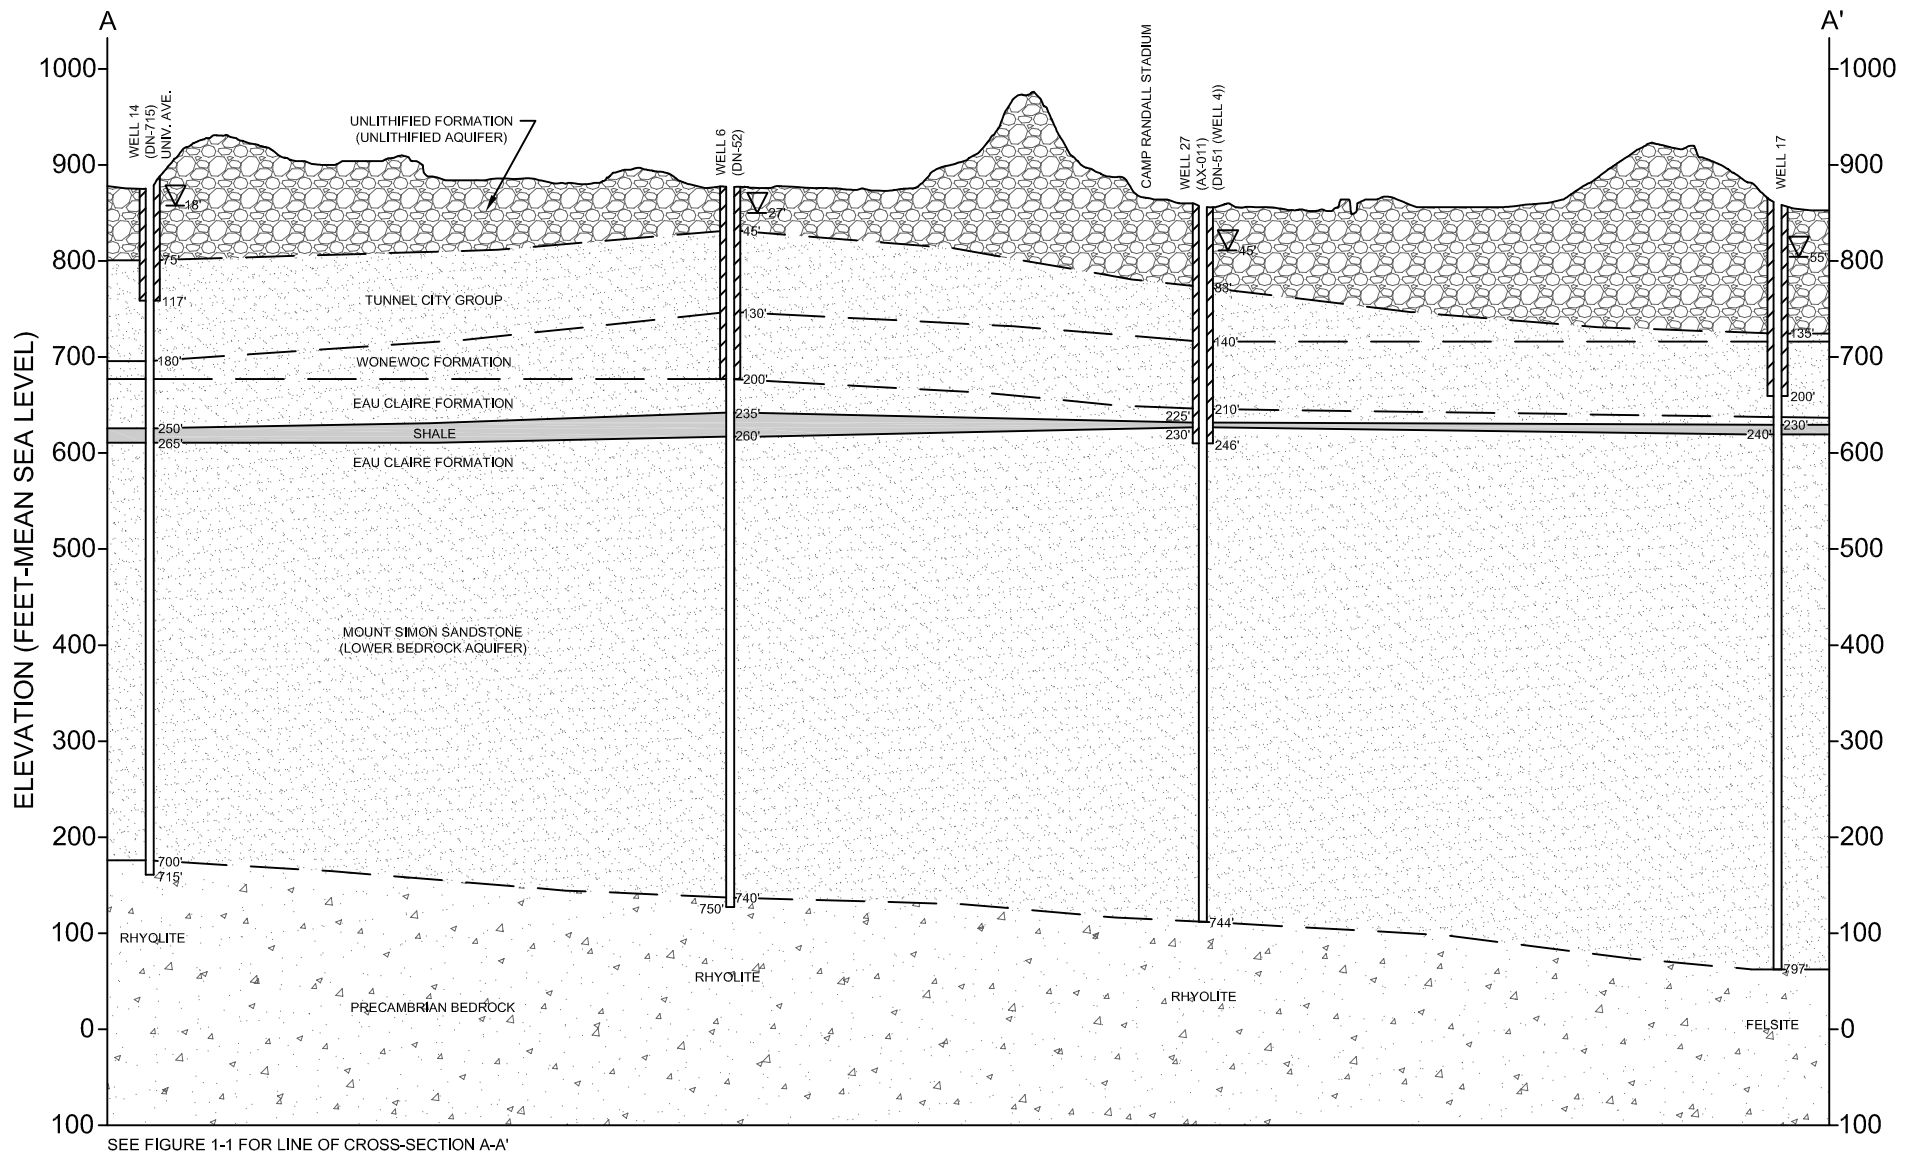 A
A'
1000
900
800
700
600
500
400
300
200
100
0
100
ELEVATION (FEET-MEAN SEA LEVEL)
1000
900
800
700
600
500
400
300
200
100
0
100
WELL 14
(DN-715)
UNIV. AVE.
UNLITHIFIED FORMATION
(UNLITHIFIED AQUIFER)
WELL 6
(DN-52)
CAMP RANDALL STADIUM
WELL 27
(AX-011)
(DN-51 (WELL 4))
WELL 17
18'
75'
117'
180'
250'
265'
700'
715'
27'
45'
130'
200'
235'
260'
740'
750'
45'
83'
140'
210'
225'
230'
246'
744'
55'
135'
200'
230'
240'
797'
TUNNEL CITY GROUP
WONEWOC FORMATION
EAU CLAIRE FORMATION
SHALE
EAU CLAIRE FORMATION
MOUNT SIMON SANDSTONE
(LOWER BEDROCK AQUIFER)
RHYOLITE
RHYOLITE
RHYOLITE
PRECAMBRIAN BEDROCK
FELSITE
SEE FIGURE 1-1 FOR LINE OF CROSS-SECTION A-A'